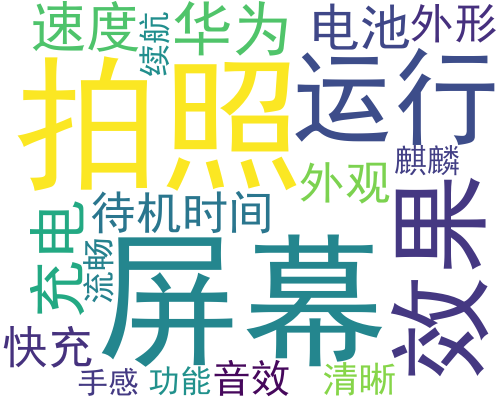 速度
续航
华为
电池
外形
拍照
运行
麒麟
外观
效果
待机时间
充电
流畅
屏幕
快充
手感
功能
音效
清晰